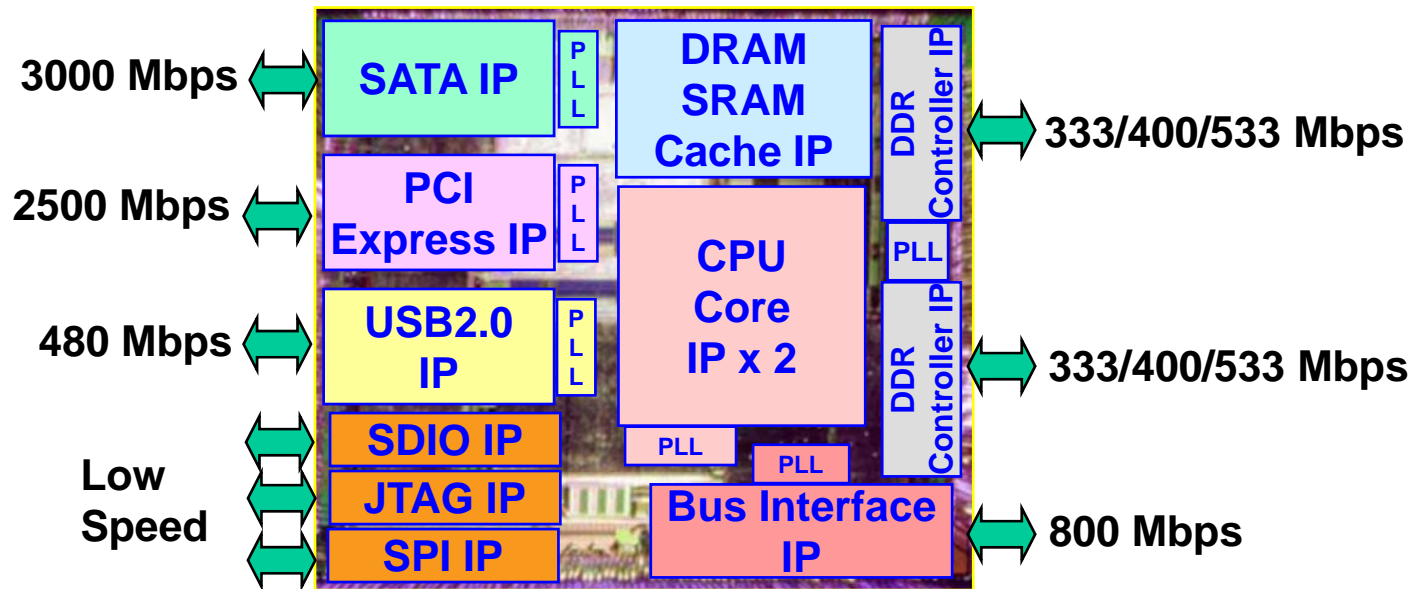 3000 Mbps
SATA IP
P
L
L
2500 Mbps
PCI
Express IP
P
L
L
480 Mbps
USB2.0
IP
P
L
L
Low
Speed
SDIO IP
JTAG IP
SPI IP
DRAM
SRAM
Cache IP
CPU
Core
IP x 2
PLL
PLL
Bus Interface
IP
DDR
Controller IP
PLL
DDR
Controller IP
333/400/533 Mbps
333/400/533 Mbps
800 Mbps